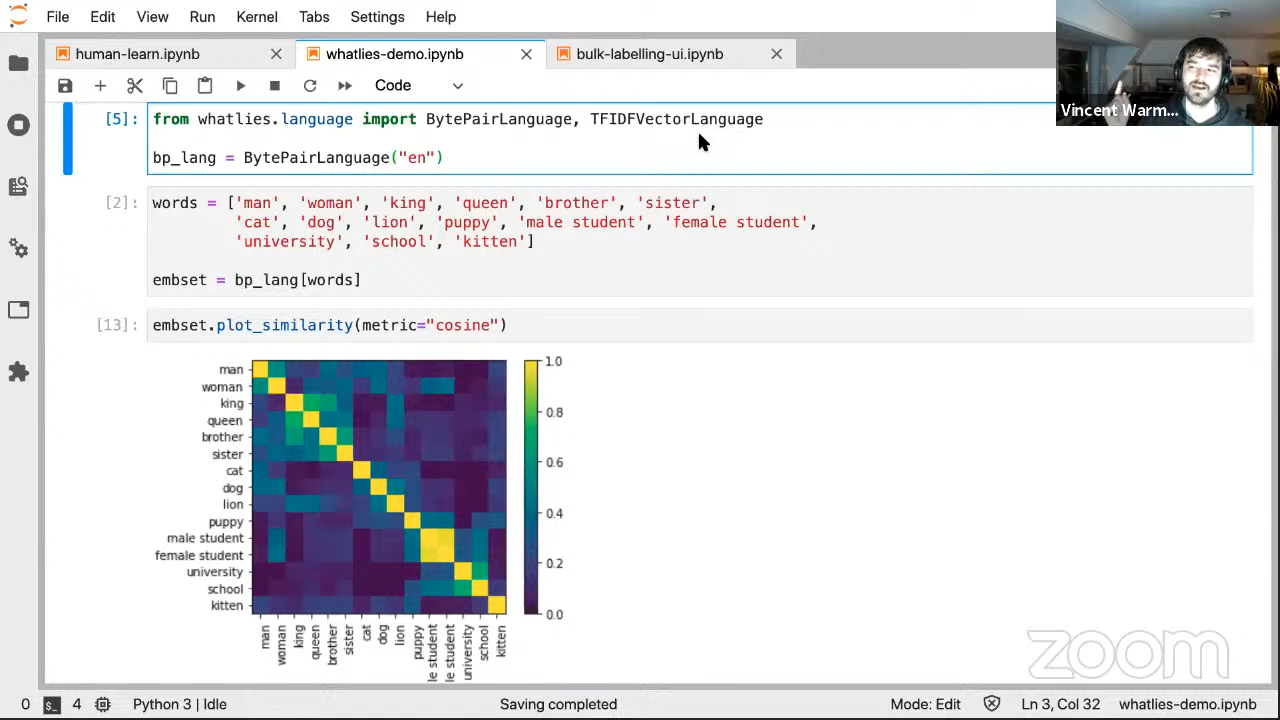 File Edit View Run Kernel Tabs Settings Help
human-learn.ipynb
whatlies-demo.ipynb
bulk-labelling-ui.ipynb
Code
Vincent Warm...
[5]:
from whatlies.language import BytePairLanguage, TFIDFVectorLanguage
bp_lang = BytePairLanguage("en")
[2]:
words = ['man', 'woman', 'king', 'queen', 'brother', 'sister',
'cat', 'dog', 'lion', 'puppy', 'male student', 'female student',
'university', 'school', 'kitten']
embset = bp_lang[words]
[13]:
embset.plot_similarity(metric="cosine")
man
woman
king
queen
brother
sister
cat
dog
lion
puppy
male student
female student
university
school
kitten
1.0
0.8
0.6
0.4
0.2
0.0
man
woman
king
queen
brother
sister
cat
dog
lion
puppy
le student
le student
university
school
kitten
zoom
0
$_
4
Python 3 | Idle
Saving completed
Mode: Edit
Ln 3, Col 32
whatlies-demo.ipynb